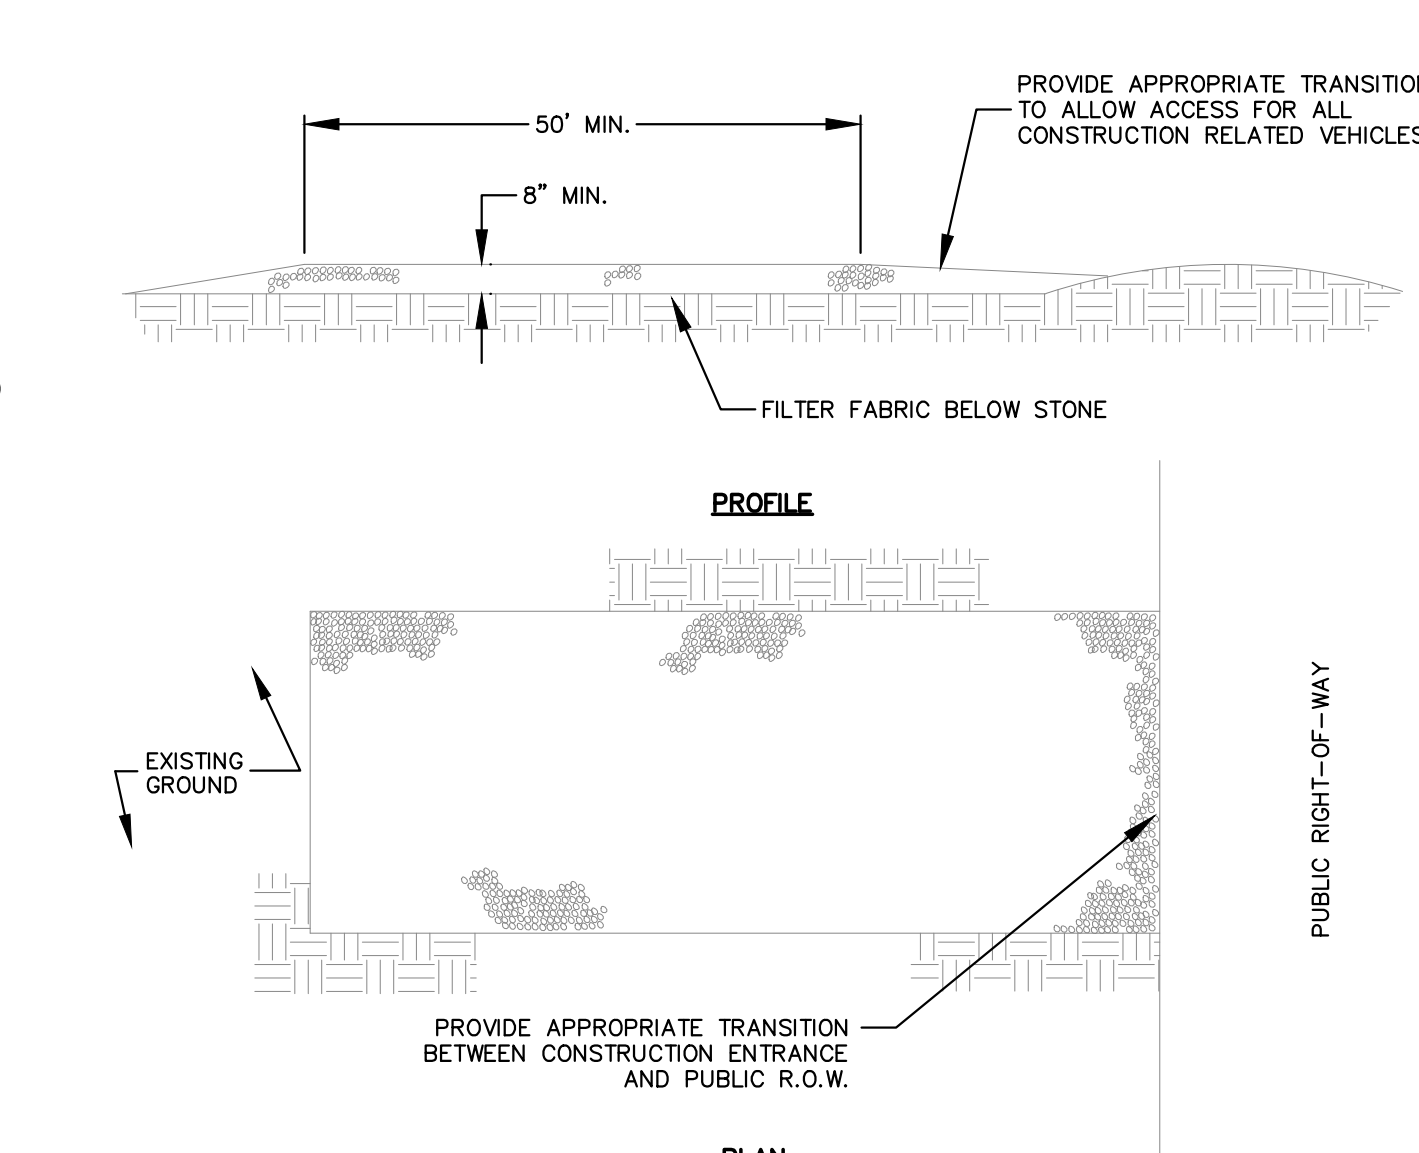 PROVIDE APPROPRIATE TRANSITION
TO ALLOW ACCESS FOR ALL
CONSTRUCTION RELATED VEHICLES
50' MIN.
8" MIN.
FILTER FABRIC BELOW STONE
PROFILE
EXISTING
GROUND
PUBLIC RIGHT-OF-WAY
PROVIDE APPROPRIATE TRANSITION
BETWEEN CONSTRUCTION ENTRANCE
AND PUBLIC R.O.W.
PLAN